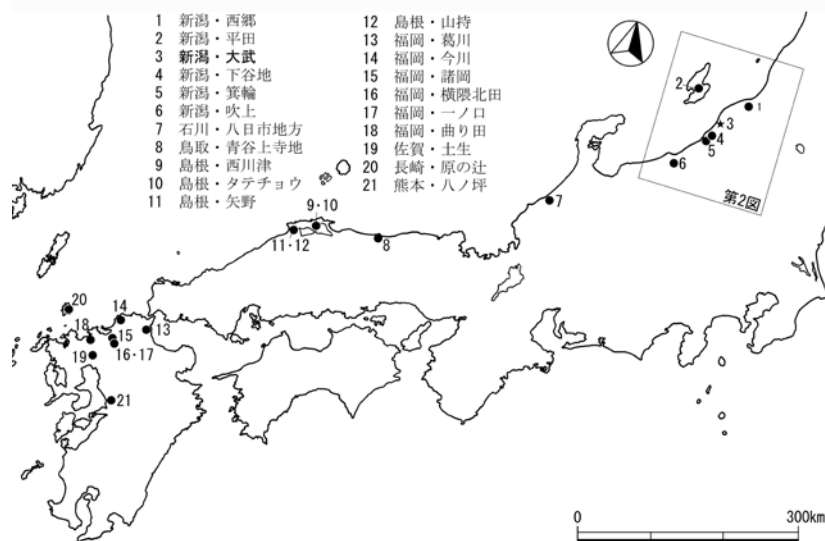 1 新潟・西郷
2 新潟・平田
3 新潟・大武
4 新潟・下谷地
5 新潟・箕輪
6 新潟・吹上
7 石川・八日市地方
8 鳥取・青谷上寺地
9 島根・西川津
10 島根・タテチョウ
11 島根・矢野
12 島根・山持
13 福岡・葛川
14 福岡・今川
15 福岡・諸岡
16 福岡・横隈北田
17 福岡・一ノ口
18 福岡・曲り田
19 佐賀・土生
20 長崎・原の辻
21 熊本・八ノ坪
2
1
3
4
5
6
第2図
7
9・10
11・12
8
20
14
18
15
13
19
16・17
21
0
300km